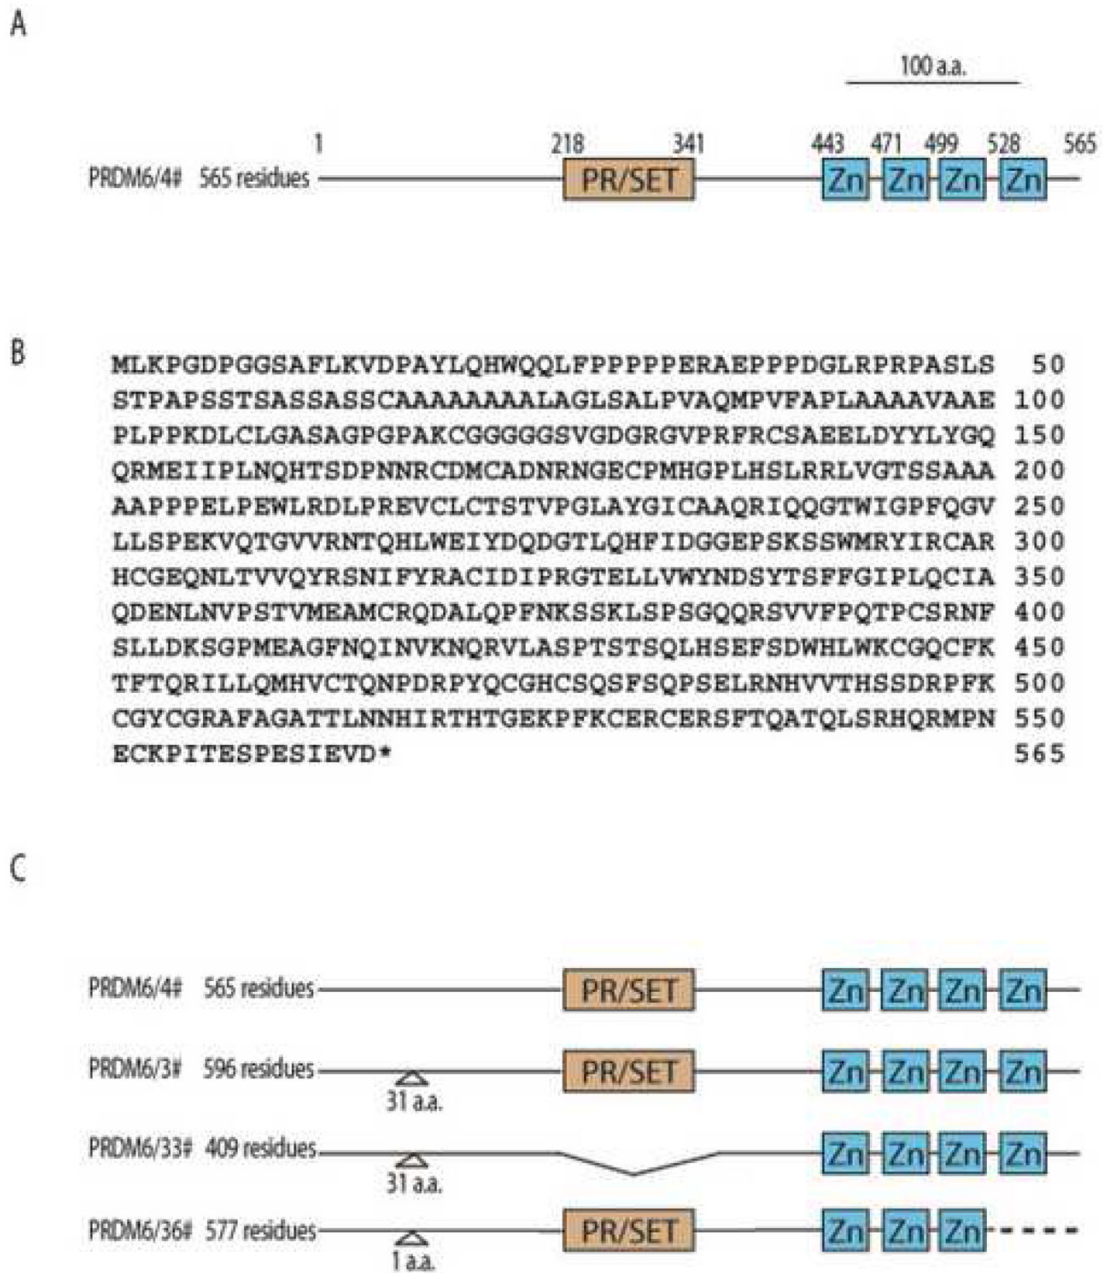 A
100 a.a.
1 218 341 443 471 499 528 565
PRDM6/4# 565 residues PR/SET Zn Zn Zn Zn
B
MLKPGDPGGSAFLKVDPAYLQHWQQLFPPPPPERAEPPPDGLRPRPASLS 50
STPAPSSTSASSASSCAAAAAAAALAGLSALPVAQMPVFAPLAAAAVAAE 100
PLPPKDLCLGASAGPGPAKCGGGGGSVGDGRGVPRFRCSAEELDYYLYGQ 150
QRMEIIPLNQHTSDPNNRCDMCADNRNGECPMHGPLHSLRRLVGTSSAAA 200
AAPPPELPEWLRDLPREVCLCTSTVPGLAYGICAAQRIQQGTWIGPFQGV 250
LLSPEKVQTGVVRNTQHLWEIYDQDGTLQHFIDGGEPSKSSWMRYIRCAR 300
HCGEQNLTVVQYRSNIFYRACIDIPRGTELLVWYNDSYTSFFGIPLQCIA 350
QDENLNVPSTVMEAMCRQDALQPFNKSSKLSPSGQQRSVVFPQTPCSRNF 400
SLLDKSGPMEAGFNQINVKNQRVLASPTSTSQLHSEFSDWHLWKCGQCFK 450
TFTQRILLQMHVCTQNPDRPYQCGHCSQSFSQPSELRNHVVTHSSDRPFK 500
CGYCGRAFAGATTLNNHIRTHTGEKPFKCERCERSFTQATQLSRHQRMPN 550
ECKPITESPESIEVD* 565
C
PRDM6/4# 565 residues PR/SET Zn Zn Zn Zn
PRDM6/3# 596 residues PR/SET Zn Zn Zn Zn
31 a.a.
PRDM6/33# 409 residues Zn Zn Zn Zn
31 a.a.
PRDM6/36# 577 residues PR/SET Zn Zn Zn
1 a.a.